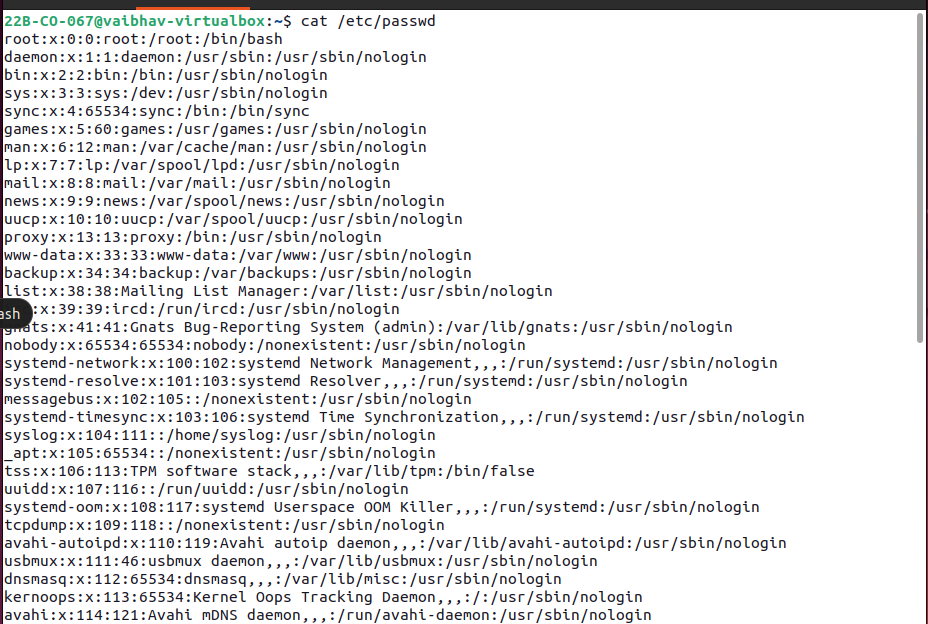 22B-CO-067@vaibhav-virtualbox:~$ cat /etc/passwd
root:x:0:0:root:/root:/bin/bash
daemon:x:1:1:daemon:/usr/sbin:/usr/sbin/nologin
bin:x:2:2:bin:/bin:/usr/sbin/nologin
sys:x:3:3:sys:/dev:/usr/sbin/nologin
sync:x:4:65534:sync:/bin:/bin/sync
games:x:5:60:games:/usr/games:/usr/sbin/nologin
man:x:6:12:man:/var/cache/man:/usr/sbin/nologin
lp:x:7:7:lp:/var/spool/lpd:/usr/sbin/nologin
mail:x:8:8:mail:/var/mail:/usr/sbin/nologin
news:x:9:9:news:/var/spool/news:/usr/sbin/nologin
uucp:x:10:10:uucp:/var/spool/uucp:/usr/sbin/nologin
proxy:x:13:13:proxy:/bin:/usr/sbin/nologin
www-data:x:33:33:www-data:/var/www:/usr/sbin/nologin
backup:x:34:34:backup:/var/backups:/usr/sbin/nologin
list:x:38:38:Mailing List Manager:/var/list:/usr/sbin/nologin
ash :x:39:39:ircd:/run/ircd:/usr/sbin/nologin
gnats:x:41:41:Gnats Bug-Reporting System (admin):/var/lib/gnats:/usr/sbin/nologin
nobody:x:65534:65534:nobody:/nonexistent:/usr/sbin/nologin
systemd-network:x:100:102:systemd Network Management,,,:/run/systemd:/usr/sbin/nologin
systemd-resolve:x:101:103:systemd Resolver,,,:/run/systemd:/usr/sbin/nologin
messagebus:x:102:105::/nonexistent:/usr/sbin/nologin
systemd-timesync:x:103:106:systemd Time Synchronization,,,:/run/systemd:/usr/sbin/nologin
syslog:x:104:111::/home/syslog:/usr/sbin/nologin
_apt:x:105:65534::/nonexistent:/usr/sbin/nologin
tss:x:106:113:TPM software stack,,,:/var/lib/tpm:/bin/false
uuidd:x:107:116::/run/uuidd:/usr/sbin/nologin
systemd-oom:x:108:117:systemd Userspace OOM Killer,,,:/run/systemd:/usr/sbin/nologin
tcpdump:x:109:118::/nonexistent:/usr/sbin/nologin
avahi-autoipd:x:110:119:Avahi autoip daemon,,,:/var/lib/avahi-autoipd:/usr/sbin/nologin
usbmux:x:111:46:usbmux daemon,,,:/var/lib/usbmux:/usr/sbin/nologin
dnsmasq:x:112:65534:dnsmasq,,,:/var/lib/misc:/usr/sbin/nologin
kernoops:x:113:65534:Kernel Oops Tracking Daemon,,,:/:/usr/sbin/nologin
avahi:x:114:121:Avahi mDNS daemon,,,:/run/avahi-daemon:/usr/sbin/nologin